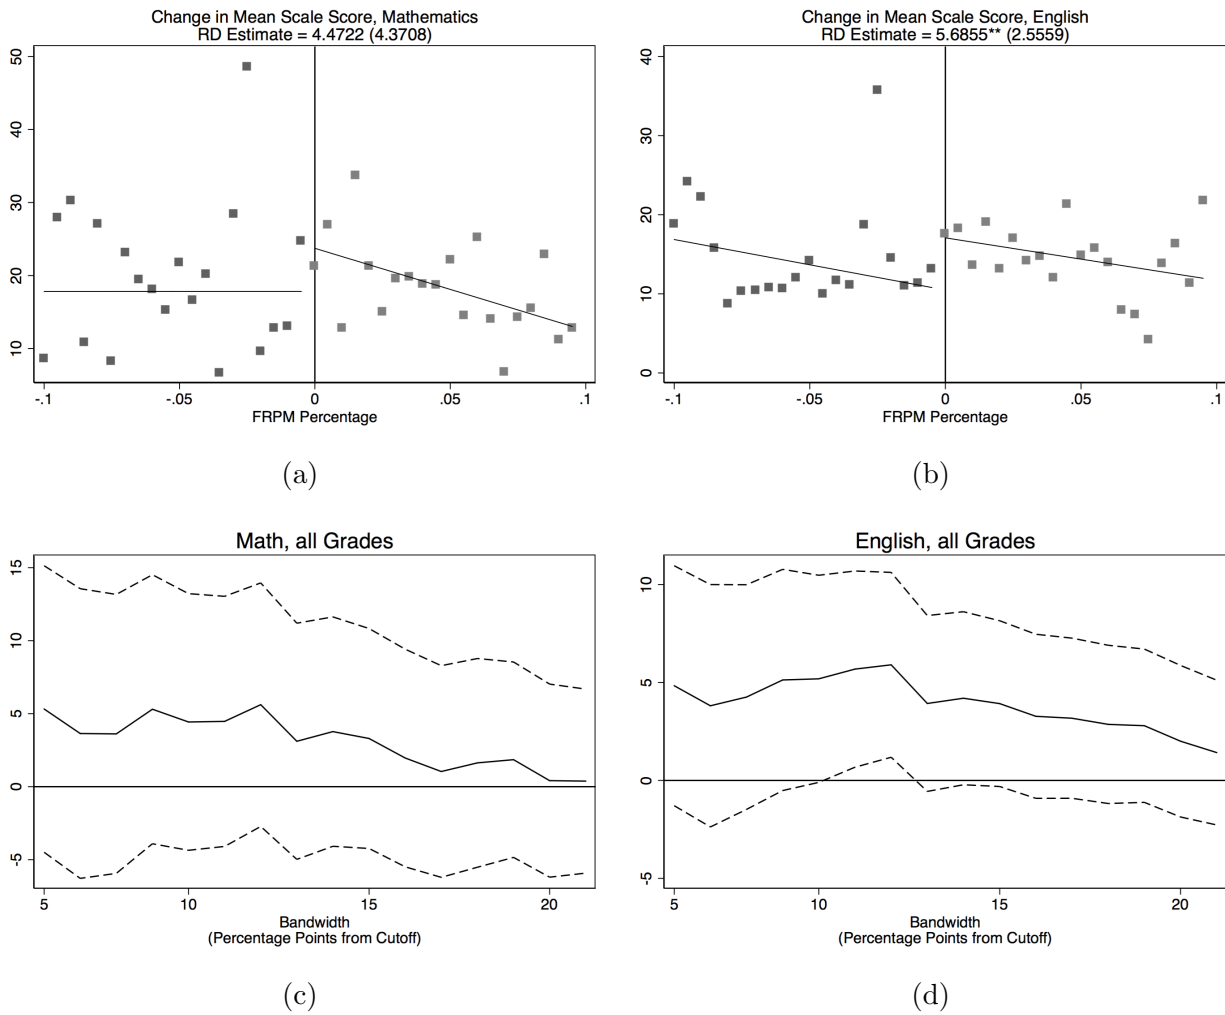 Change in Mean Scale Score, Mathematics
RD Estimate = 4.4722 (4.3708)
50
40
30
20
10
-.1
-.05
0
.05
.1
FRPM Percentage
(a)
Change in Mean Scale Score, English
RD Estimate = 5.6855** (2.5559)
40
30
20
10
0
-.1
-.05
0
.05
.1
FRPM Percentage
(b)
Math, all Grades
15
10
5
0
-5
5
10
15
20
Bandwidth
(Percentage Points from Cutoff)
(c)
English, all Grades
10
5
0
-5
5
10
15
20
Bandwidth
(Percentage Points from Cutoff)
(d)